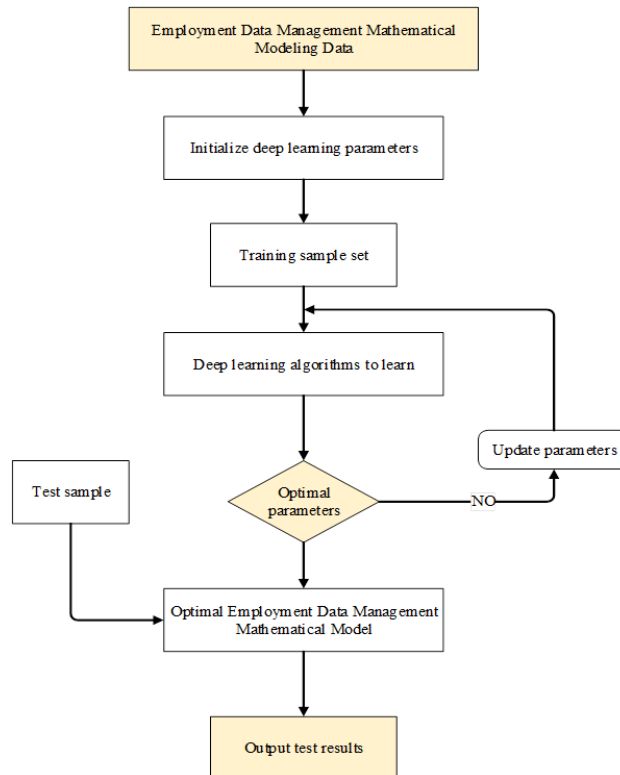 Employment Data Management Mathematical
Modeling Data
Initialize deep learning parameters
Training sample set
Deep learning algorithms to learn
Update parameters
Test sample
Optimal
parameters
NO
Optimal Employment Data Management
Mathematical Model
Output test results